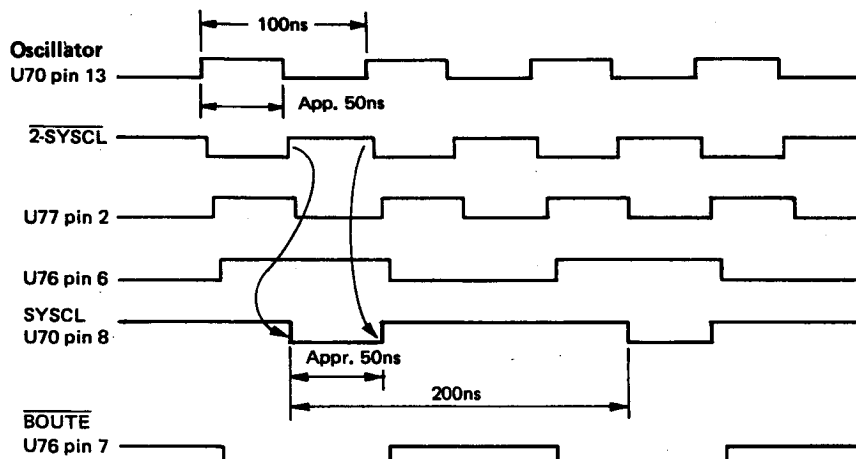 100ns
Oscillator
U70 pin 13
App. 50ns
2-SYSCL
U77 pin 2
U76 pin 6
SYSCL
U70 pin 8
Appr. 50ns
200ns
BOUTE
U76 pin 7